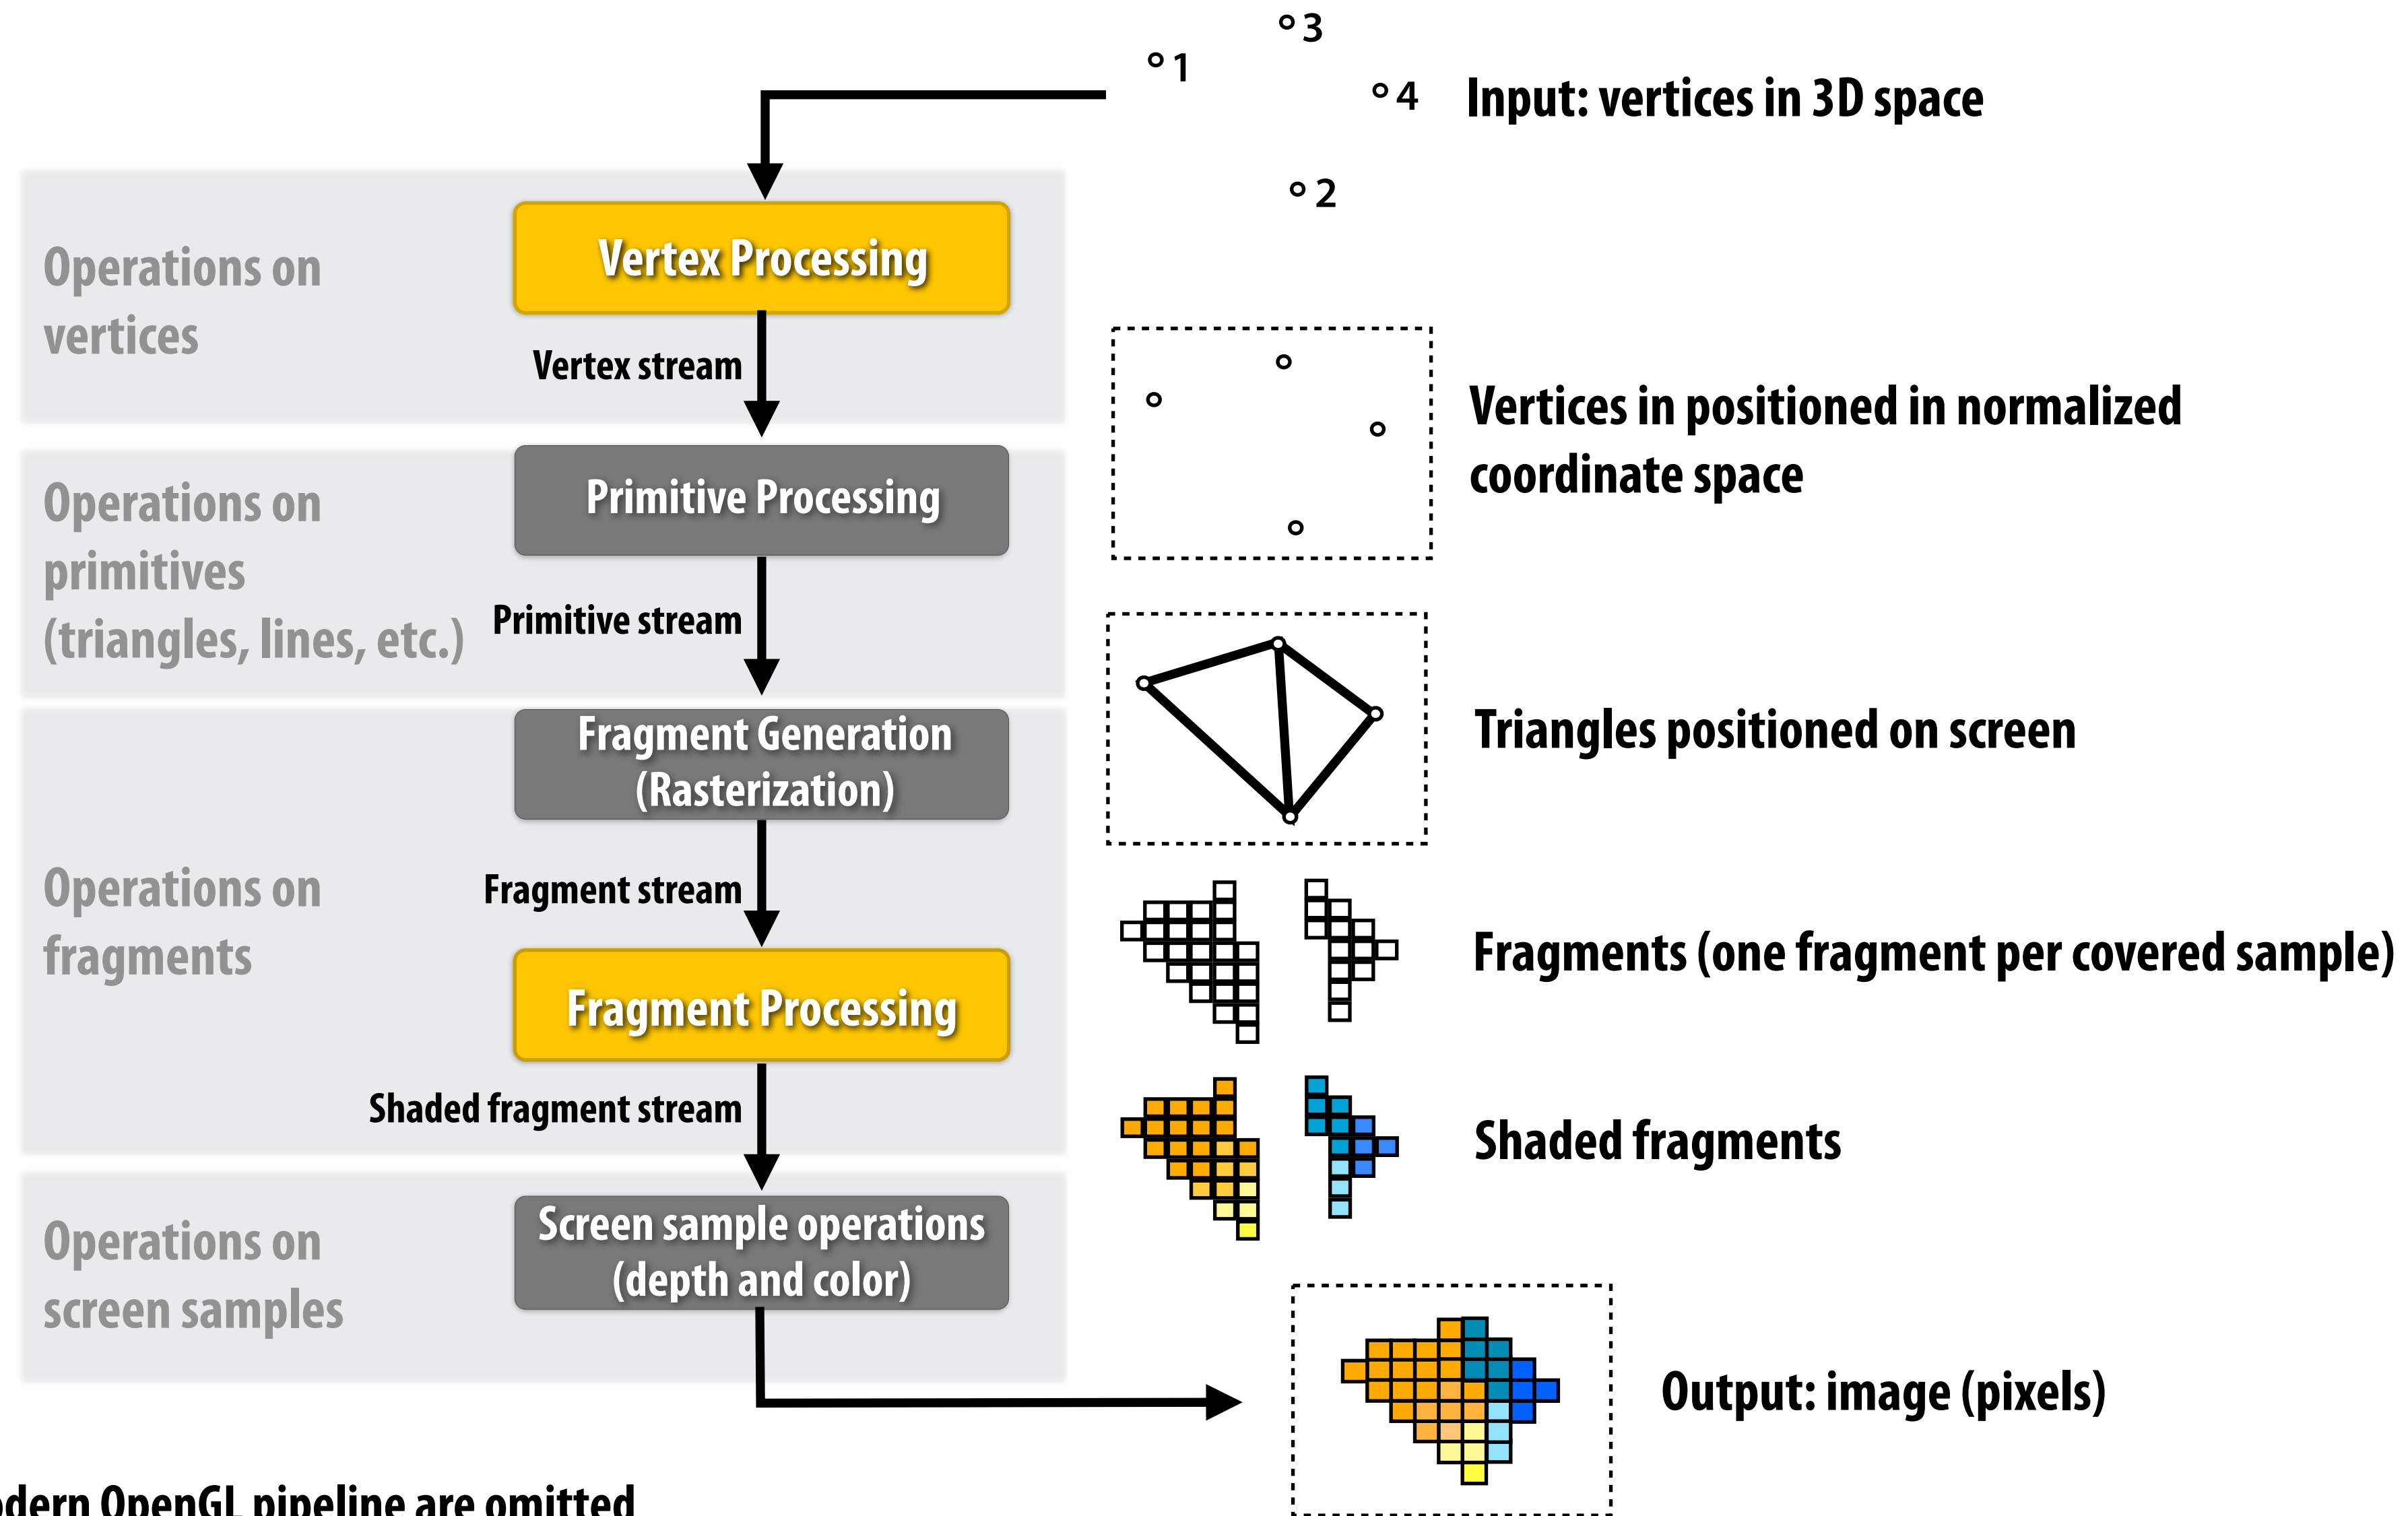 1
3
4
2
Input: vertices in 3D space
Operations on
vertices
Vertex Processing
Vertex stream
Vertices in positioned in normalized
coordinate space
Operations on
primitives
(triangles, lines, etc.)
Primitive Processing
Primitive stream
Triangles positioned on screen
Operations on
fragments
Fragment Generation
(Rasterization)
Fragment stream
Fragments (one fragment per covered sample)
Fragment Processing
Shaded fragment stream
Shaded fragments
Operations on
screen samples
Screen sample operations
(depth and color)
Output: image (pixels)
OpenGL pipeline are omitted